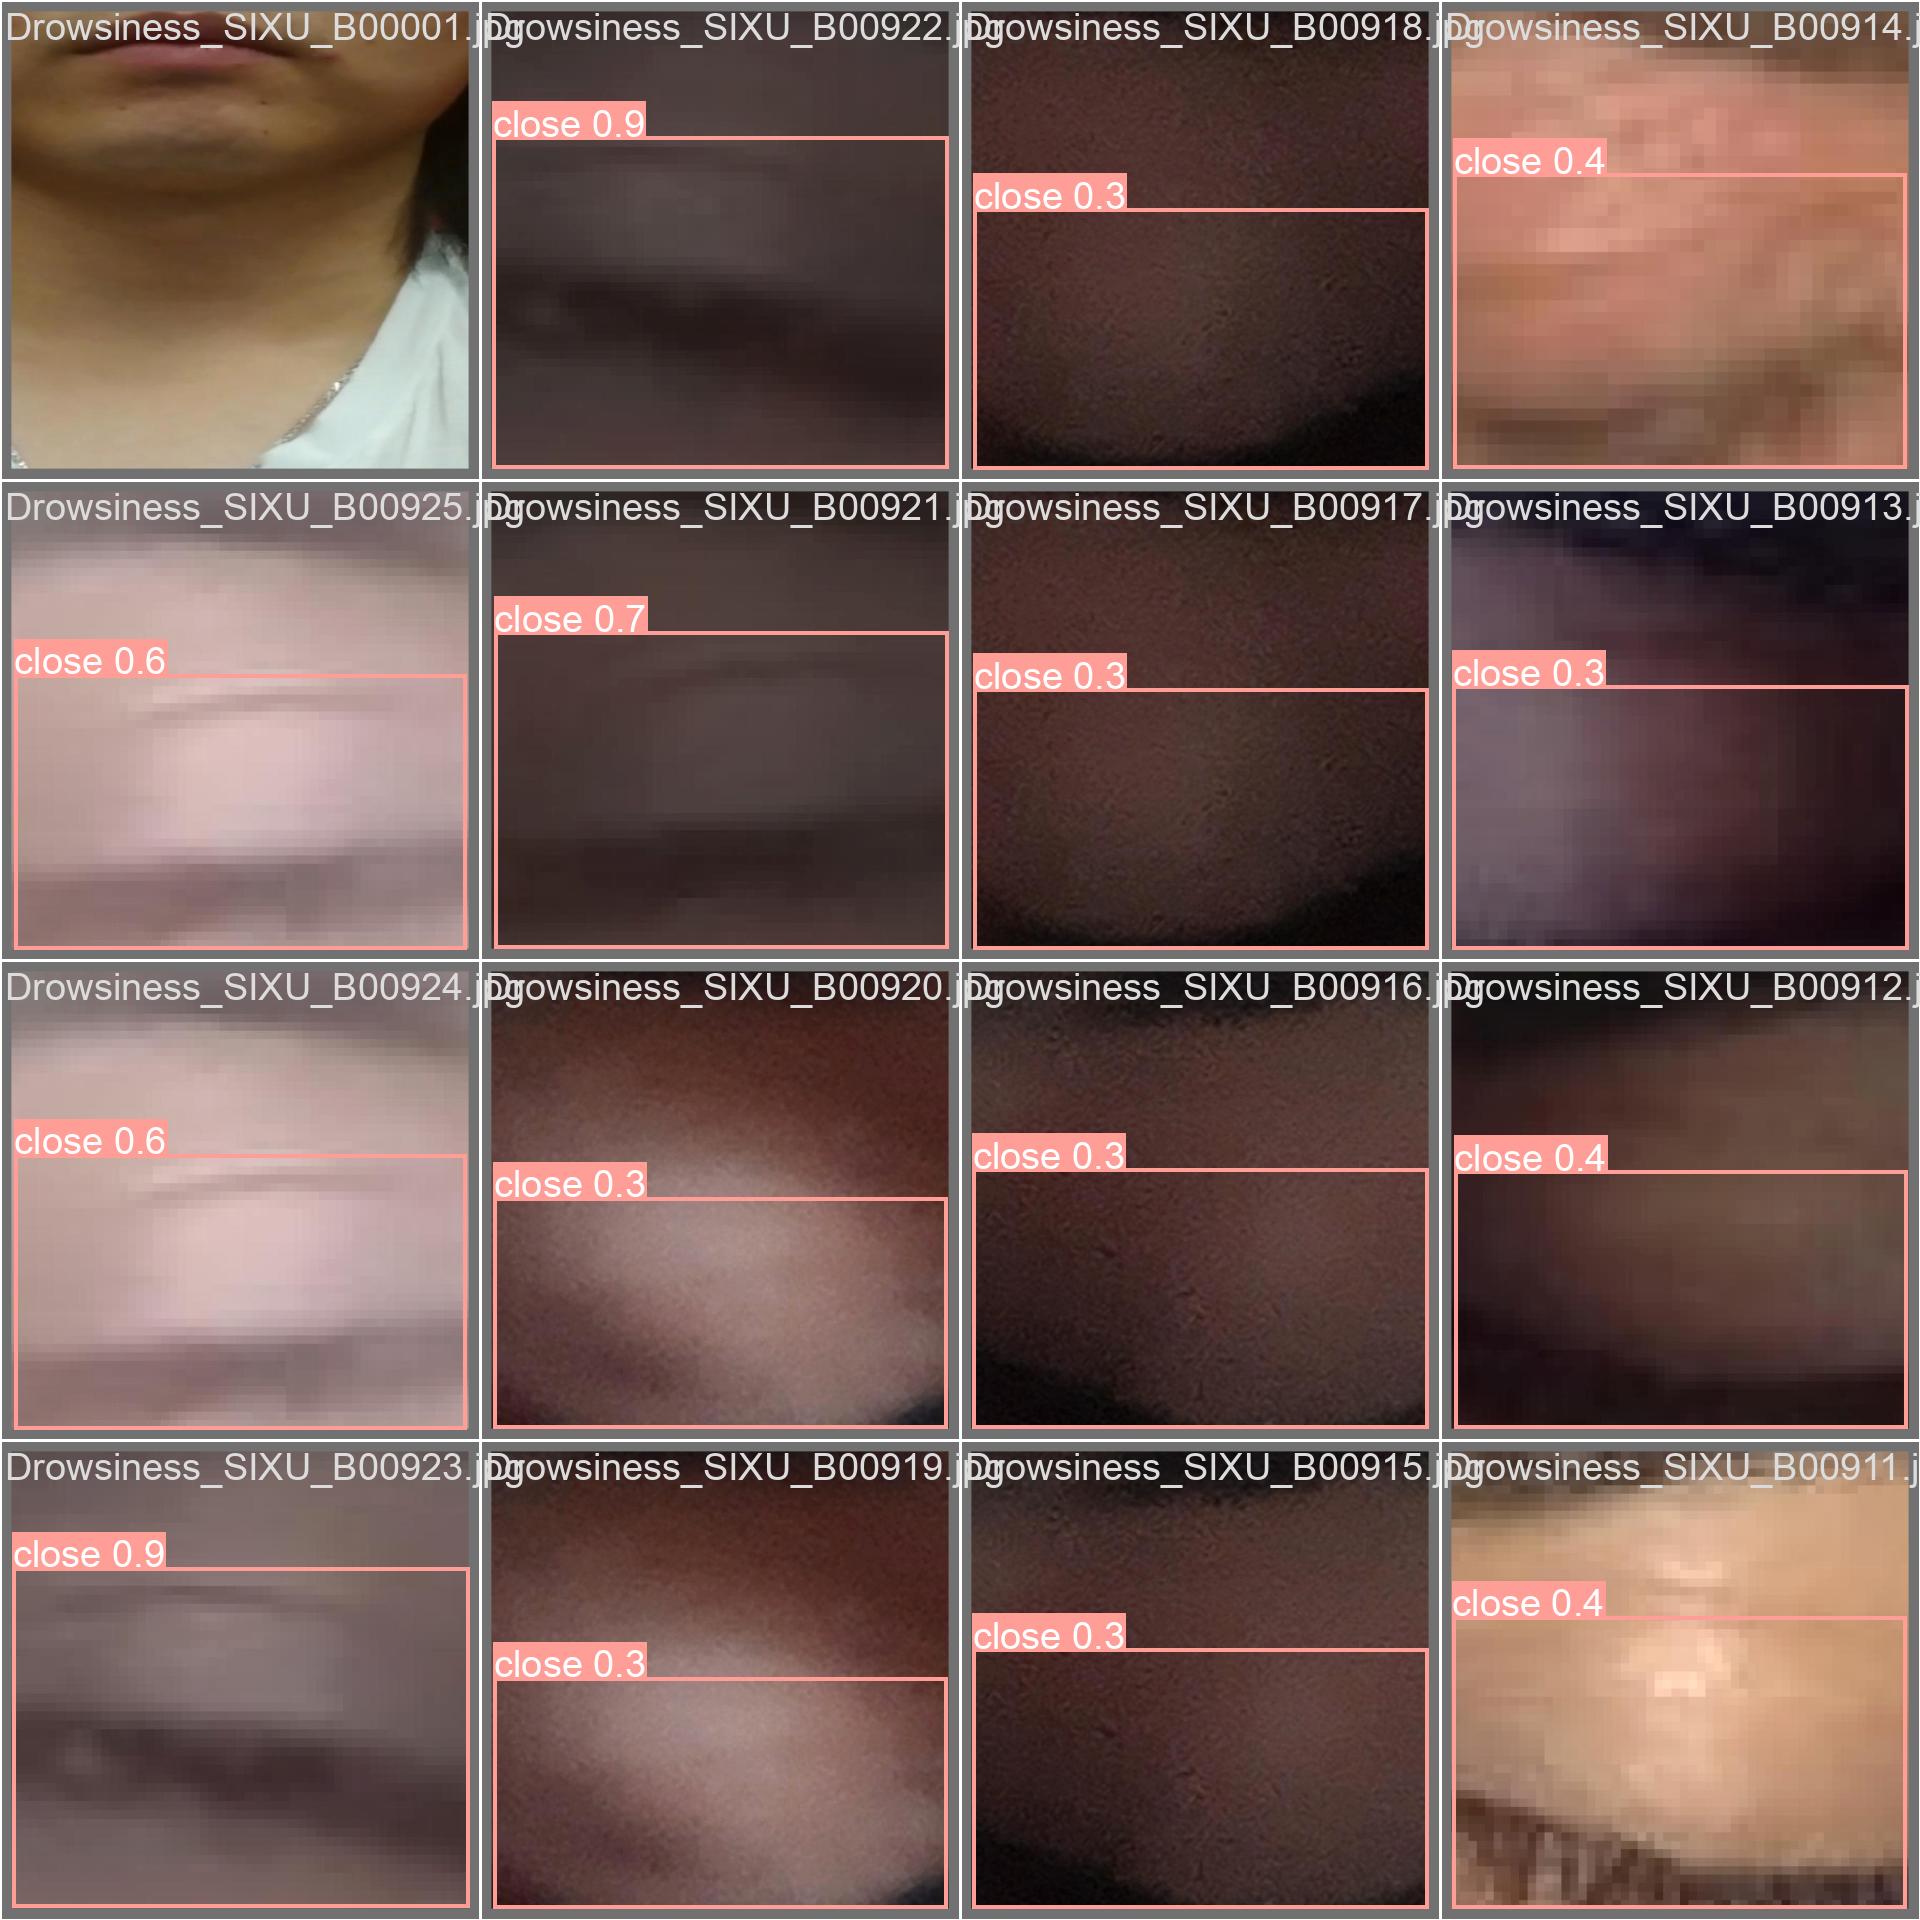 Drowsiness_SIXU_B00001.jpg
Drowsiness_SIXU_B00922.jpg
close 0.9
Drowsiness_SIXU_B00918.jpg
close 0.3
Drowsiness_SIXU_B00914.j
close 0.4
Drowsiness_SIXU_B00925.jpg
close 0.6
Drowsiness_SIXU_B00921.jpg
close 0.7
Drowsiness_SIXU_B00917.jpg
close 0.3
Drowsiness_SIXU_B00913.j
close 0.3
Drowsiness_SIXU_B00924.jpg
close 0.6
Drowsiness_SIXU_B00920.jpg
close 0.3
Drowsiness_SIXU_B00916.jpg
close 0.3
Drowsiness_SIXU_B00912.j
close 0.4
Drowsiness_SIXU_B00923.jpg
close 0.9
Drowsiness_SIXU_B00919.jpg
close 0.3
Drowsiness_SIXU_B00915.jpg
close 0.3
Drowsiness_SIXU_B00911.j
close 0.4